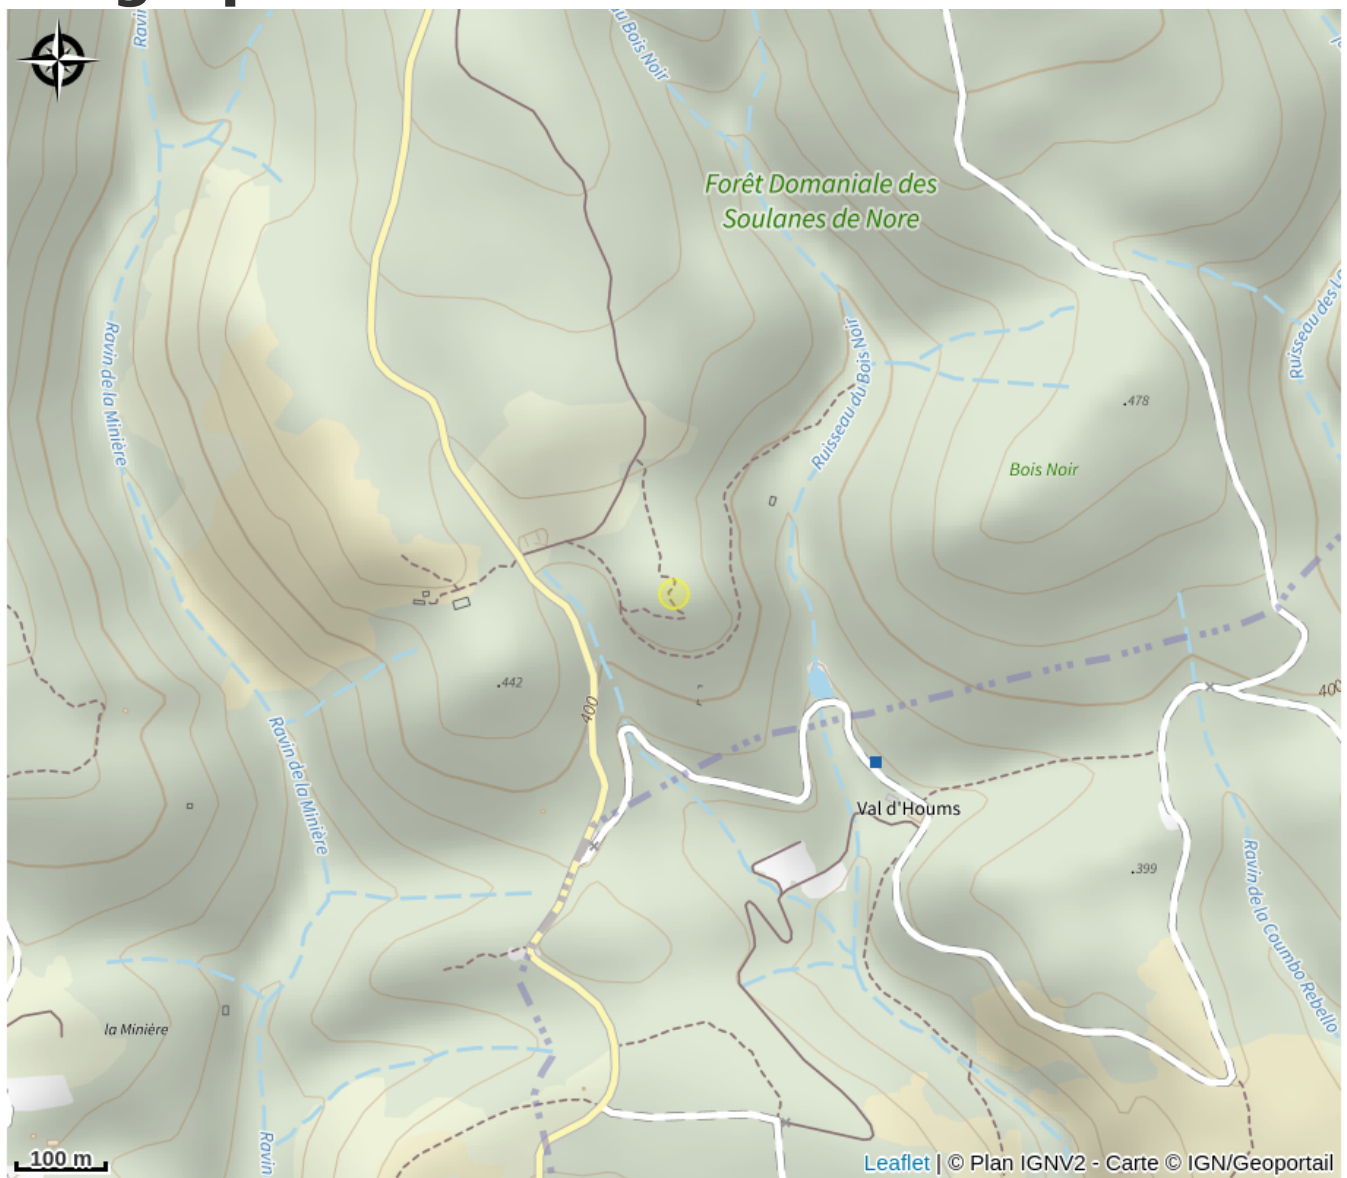 Ravin
du Bois Noir
Forêt Domaniale des
Soulanes de Nore
Ravin de la Minière
Ruisseau du Bois Noir
.478
Bois Noir
.442
400
400
Ravin de la Minière
Val d'Houms
.399
Ravin de la Coumbo Rebello
la Minière
Ravin
100 m
Leaflet | © Plan IGNV2 - Carte © IGN/Geoportail